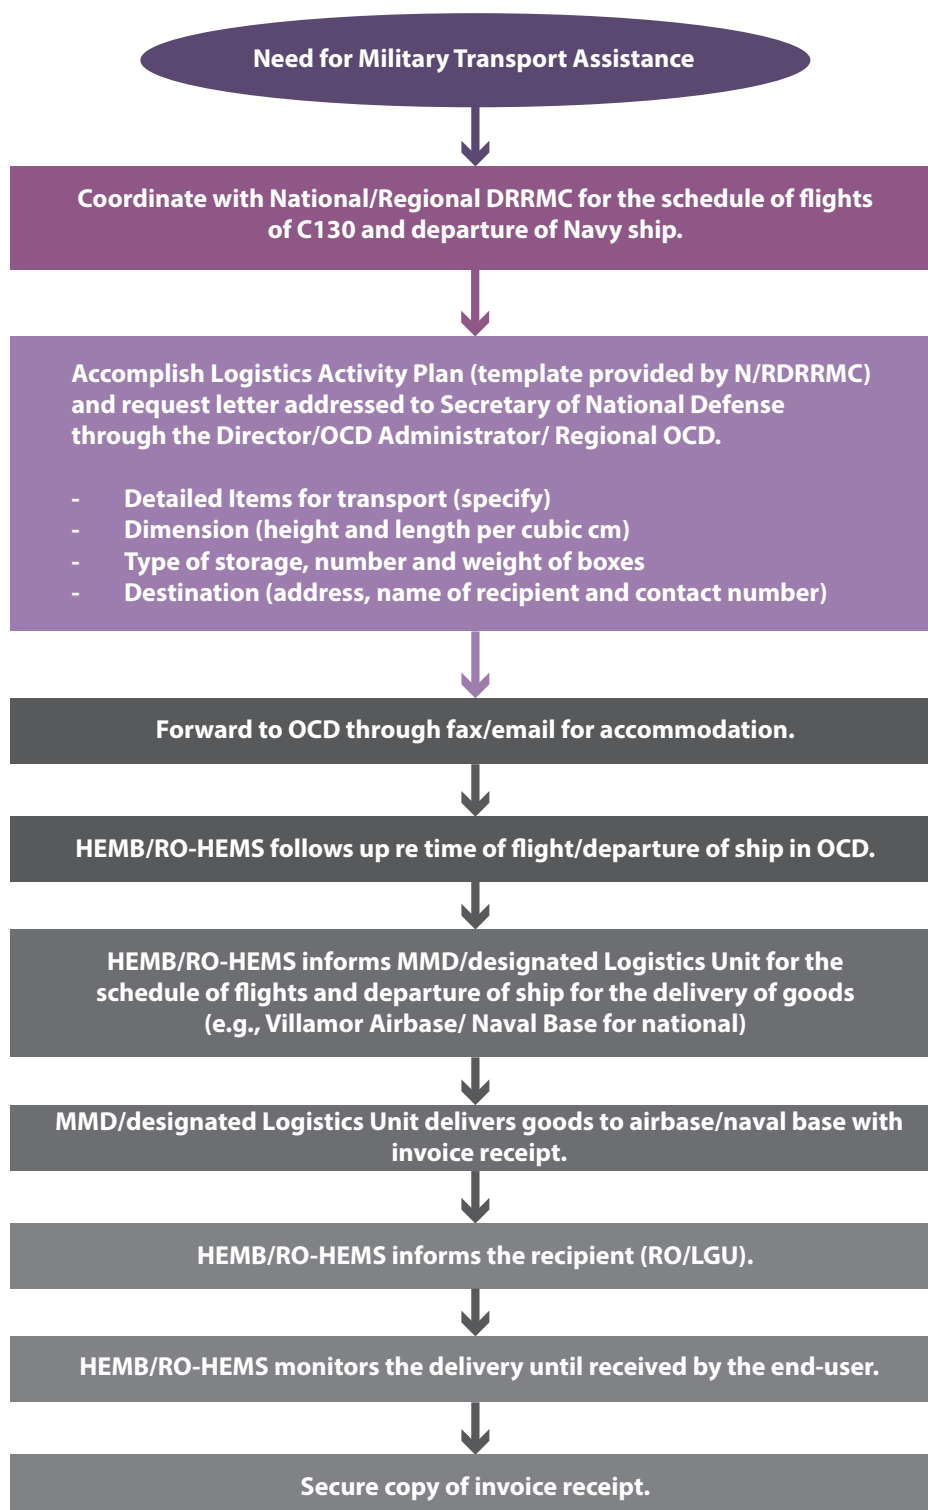 Need for Military Transport Assistance
Coordinate with National/Regional DRRMC for the schedule of flights
of C130 and departure of Navy ship.
Accomplish Logistics Activity Plan (template provided by N/RDRRMC)
and request letter addressed to Secretary of National Defense
through the Director/OCD Administrator/ Regional OCD.
- Detailed Items for transport (specify)
- Dimension (height and length per cubic cm)
- Type of storage, number and weight of boxes
- Destination (address, name of recipient and contact number)
Forward to OCD through fax/email for accommodation.
HEMB/RO-HEMS follows up re time of flight/departure of ship in OCD.
HEMB/RO-HEMS informs MMD/designated Logistics Unit for the
schedule of flights and departure of ship for the delivery of goods
(e.g., Villamor Airbase/ Naval Base for national)
MMD/designated Logistics Unit delivers goods to airbase/naval base with
invoice receipt.
HEMB/RO-HEMS informs the recipient (RO/LGU).
HEMB/RO-HEMS monitors the delivery until received by the end-user.
Secure copy of invoice receipt.